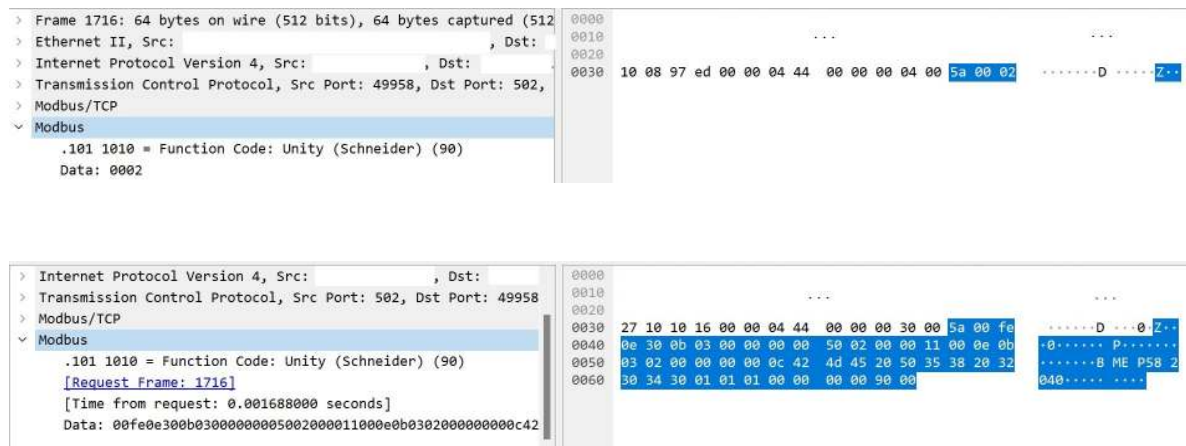 > Frame 1716: 64 bytes on wire (512 bits), 64 bytes captured (512
> Ethernet II, Src: , Dst:
> Internet Protocol Version 4, Src: , Dst:
> Transmission Control Protocol, Src Port: 49958, Dst Port: 502,
> Modbus/TCP
Modbus
.101 1010 = Function Code: Unity (Schneider) (90)
Data: 0002
0000
0010 ... ...
0020
0030 10 08 97 ed 00 00 04 44 00 00 00 04 00 5a 00 02 ·······D ·····Z··
> Internet Protocol Version 4, Src: , Dst:
> Transmission Control Protocol, Src Port: 502, Dst Port: 49958
> Modbus/TCP
Modbus
.101 1010 = Function Code: Unity (Schneider) (90)
[Request Frame: 1716]
[Time from request: 0.001688000 seconds]
Data: 00fe0e300b03000000005002000011000e0b0302000000000c42
0000
0010 ... ...
0020
0030 27 10 10 16 00 00 04 44 00 00 00 30 00 5a 00 fe '······D ···0·Z··
0040 0e 30 0b 03 00 00 00 00 50 02 00 00 11 00 0e 0b ·0······ P·······
0050 03 02 00 00 00 00 0c 42 4d 45 20 50 35 38 20 32 ·······B ME P58 2
0060 30 34 30 01 01 01 00 00 00 00 90 00 040····· ····